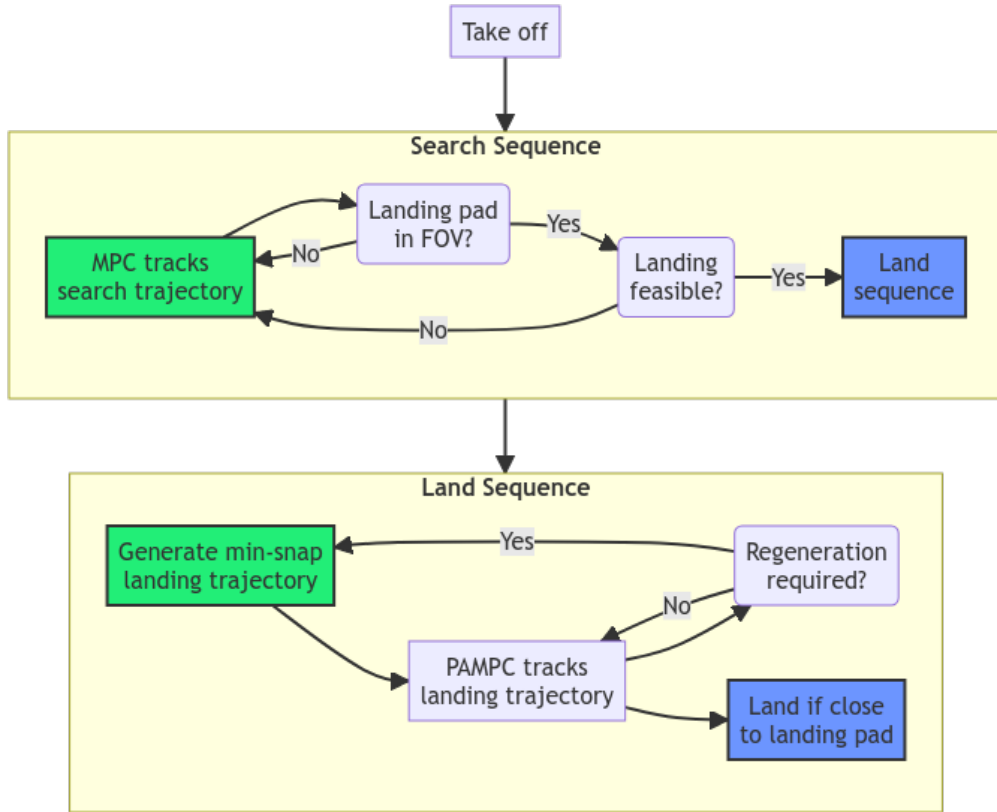 Take off
Search Sequence
Landing pad
in FOV?
Yes
No
MPC tracks
search trajectory
Landing
feasible?
Yes
Land
sequence
No
Land Sequence
Generate min-snap
landing trajectory
Yes
Regeneration
required?
No
PAMPC tracks
landing trajectory
Land if close
to landing pad